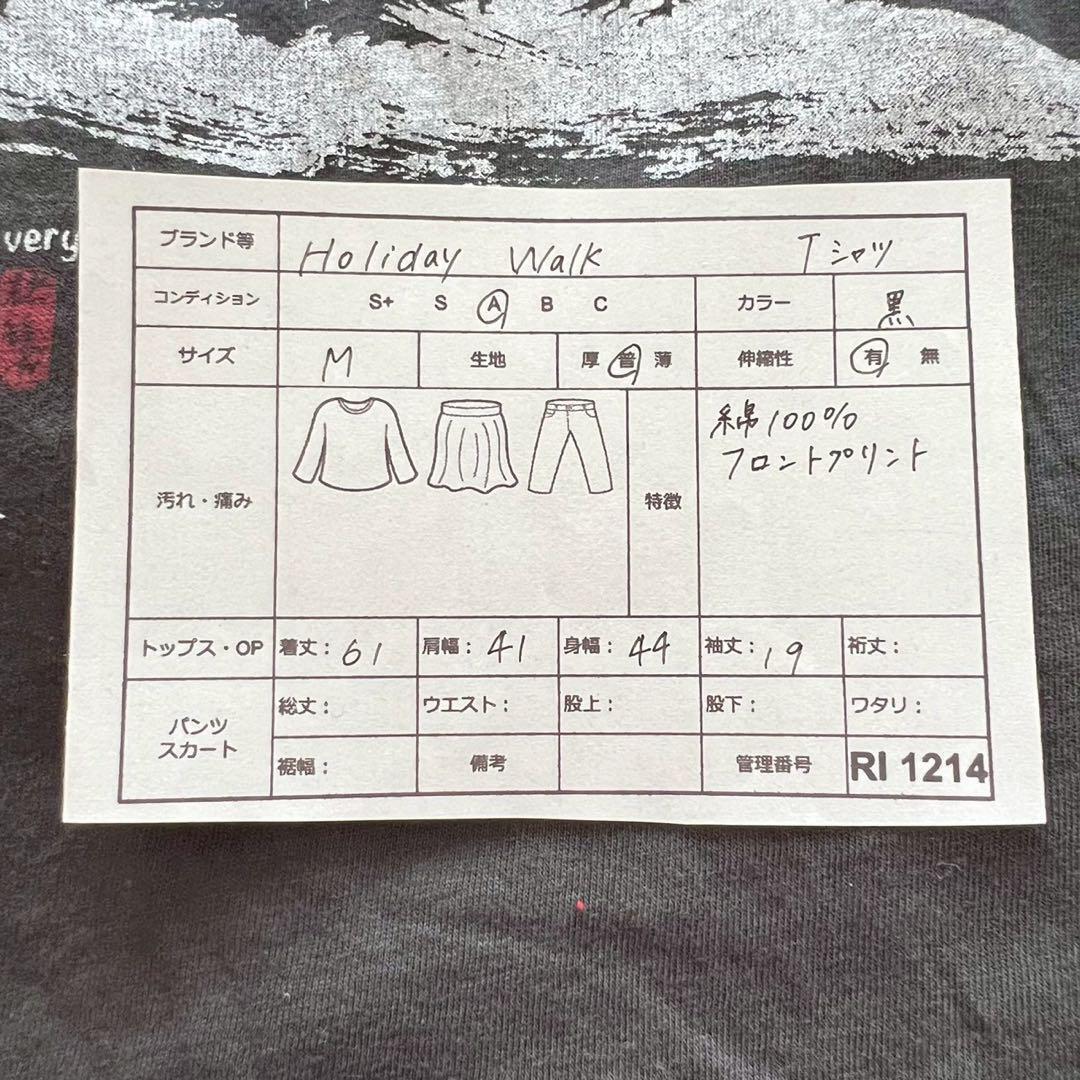 very
ブランド等 Holiday Walk Tシャツ
コンディション S+ S A B C カラー 黒
サイズ M 生地 厚 普 薄 伸縮性 有 無
汚れ・痛み 特徴 綿100%
フロントプリント
トップス・OP 着丈：61 肩幅：41 身幅：44 袖丈：19 裄丈：
パンツ
スカート
総丈： ウエスト： 股上： 股下： ワタリ：
裾幅： 備考 管理番号 RI 1214